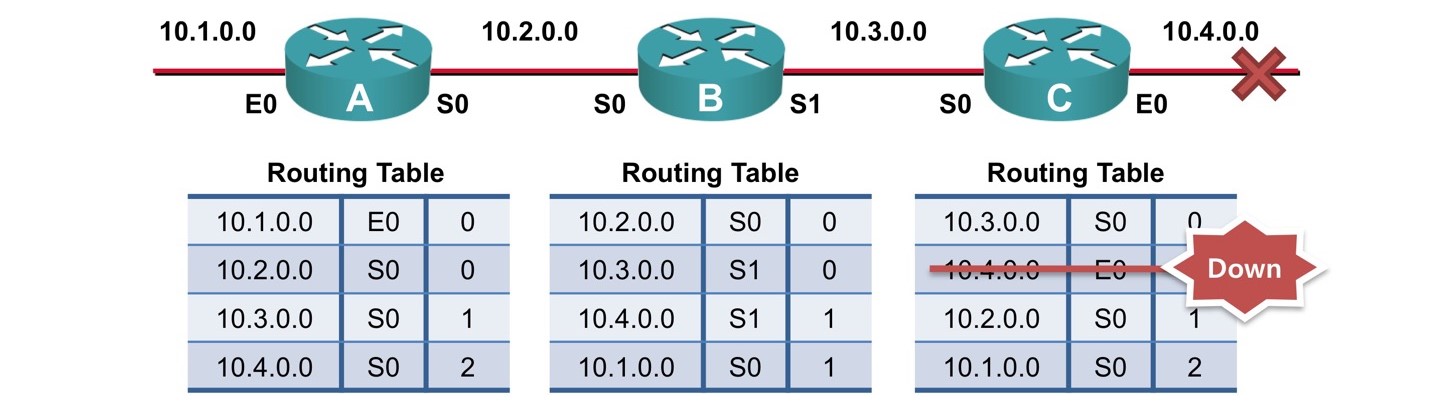 10.1.0.0 10.2.0.0 10.3.0.0 10.4.0.0
A B C
E0 S0 S0 S1 S0 E0
Routing Table Routing Table Routing Table
10.1.0.0 E0 0 10.2.0.0 S0 0 10.3.0.0 S0 0
10.2.0.0 S0 0 10.3.0.0 S1 0 10.4.0.0 E0 Down
10.3.0.0 S0 1 10.4.0.0 S1 1 10.2.0.0 S0 1
10.4.0.0 S0 2 10.1.0.0 S0 1 10.1.0.0 S0 2